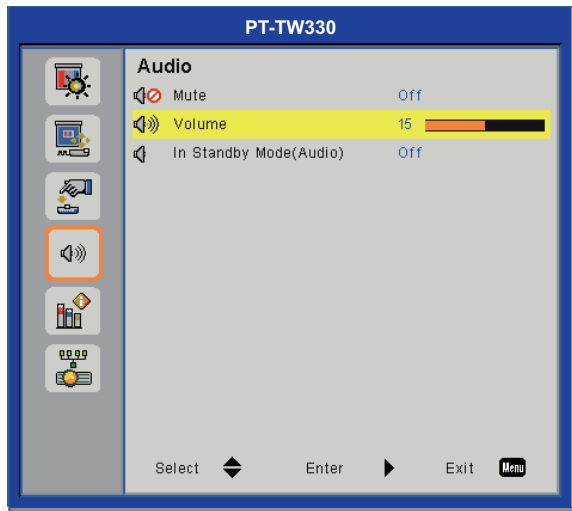 PT-TW330
Audio
Mute Off
Volume 15
In Standby Mode(Audio) Off
Select Enter Exit Menu